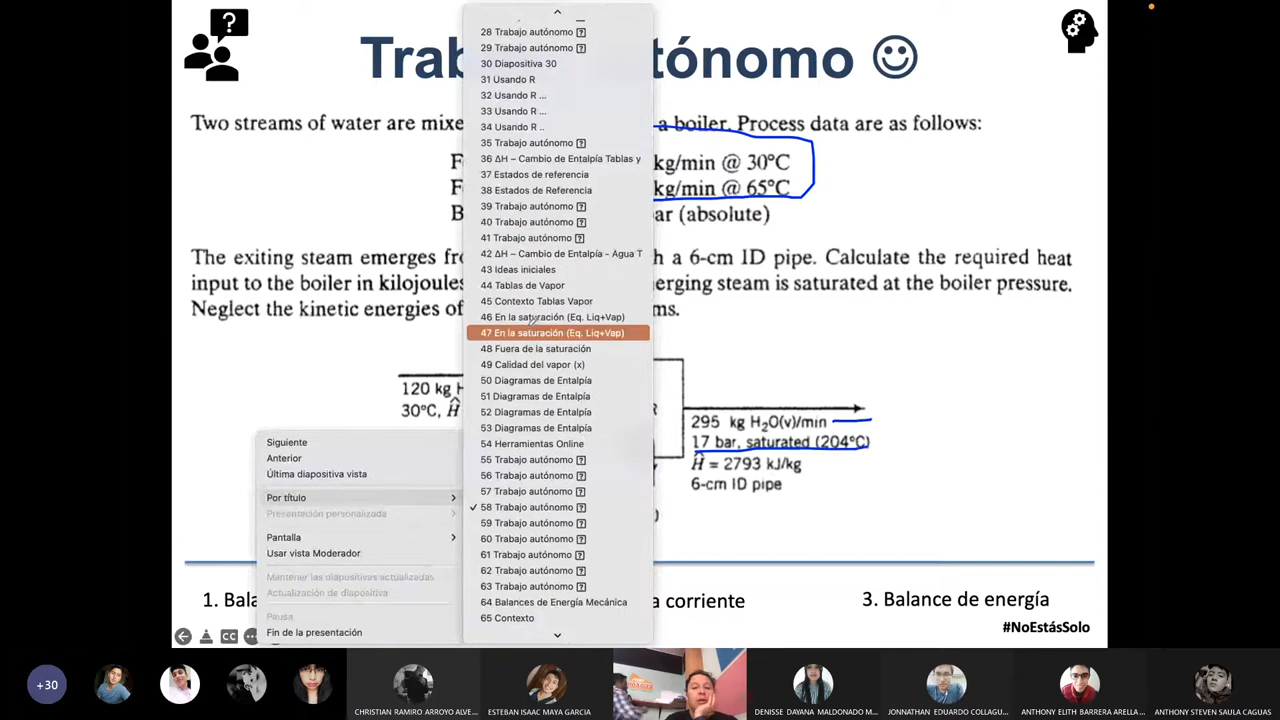 Trab
tónomo
Two streams of water are mixe
a boiler. Process data are as follows:
F
kg/min @ 30°C
F
kg/min @ 65°C
B
ar (absolute)
The exiting steam emerges fro
h a 6-cm ID pipe. Calculate the required heat
input to the boiler in kilojoules
erging steam is saturated at the boiler pressure.
Neglect the kinetic energies of
ms.
120 kg H
30°C, Ĥ
R
295 kg H₂O(v)/min
17 bar, saturated (204°C)
Ĥ = 2793 kJ/kg
6-cm ID pipe
)
1. Bala
a corriente
3. Balance de energía
#NoEstásSolo
Siguiente
Anterior
Última diapositiva vista
Por título
Presentación personalizada
Pantalla
Usar vista Moderador
Mantener las diapositivas actualizadas
Actualización de diapositiva
Pausa
Fin de la presentación
28 Trabajo autónomo ?
29 Trabajo autónomo ?
30 Diapositiva 30
31 Usando R
32 Usando R ...
33 Usando R ...
34 Usando R ..
35 Trabajo autónomo ?
36 ΔH – Cambio de Entalpía Tablas y
37 Estados de referencia
38 Estados de Referencia
39 Trabajo autónomo ?
40 Trabajo autónomo ?
41 Trabajo autónomo ?
42 ΔH – Cambio de Entalpía - Agua T
43 Ideas iniciales
44 Tablas de Vapor
45 Contexto Tablas Vapor
46 En la saturación (Eq. Liq+Vap)
47 En la saturación (Eq. Liq+Vap)
48 Fuera de la saturación
49 Calidad del vapor (x)
50 Diagramas de Entalpía
51 Diagramas de Entalpía
52 Diagramas de Entalpía
53 Diagramas de Entalpía
54 Herramientas Online
55 Trabajo autónomo ?
56 Trabajo autónomo ?
57 Trabajo autónomo ?
✓ 58 Trabajo autónomo ?
59 Trabajo autónomo ?
60 Trabajo autónomo ?
61 Trabajo autónomo ?
62 Trabajo autónomo ?
63 Trabajo autónomo ?
64 Balances de Energía Mecánica
65 Contexto
CC
+30
CHRISTIAN RAMIRO ARROYO ALVE...
ESTEBAN ISAAC MAYA GARCIA
DENISSE DAYANA MALDONADO M...
JONNATHAN EDUARDO COLLAGU...
ANTHONY ELITH BARRERA ARELLA ...
ANTHONY STEVEN SAULA CAGUAS